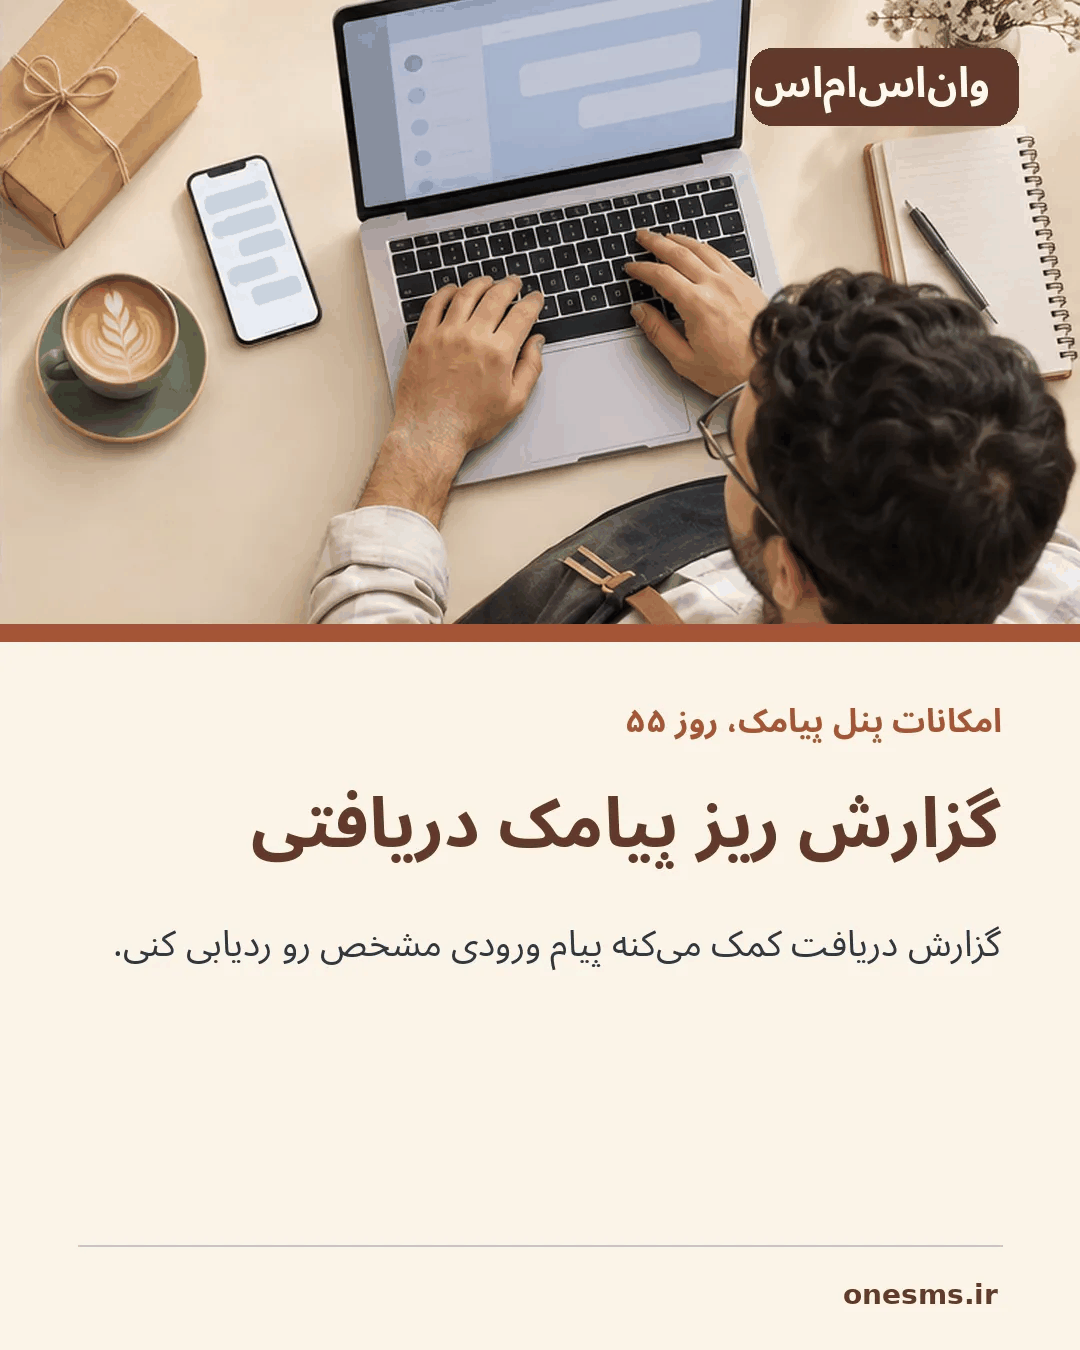 وان‌اس‌ام‌اس
امکانات پنل پیامک، روز ۵۵
گزارش ریز پیامک دریافتی
گزارش دریافت کمک می‌کنه پیام ورودی مشخص رو ردیابی کنی.
onesms.ir